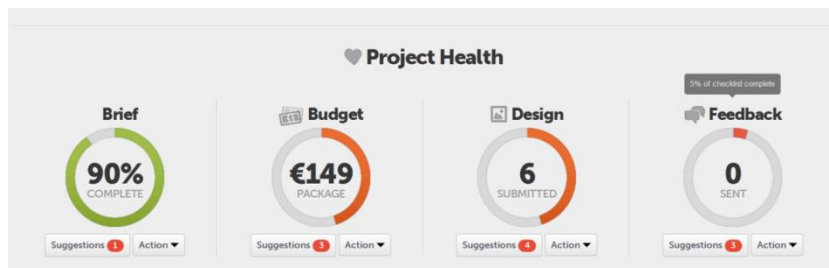 Project Health
5% of checklist complete
Brief
90%
COMPLETE
Suggestions 1 Action
Budget
€149
PACKAGE
Suggestions 3 Action
Design
6
SUBMITTED
Suggestions 4 Action
Feedback
0
SENT
Suggestions 3 Action